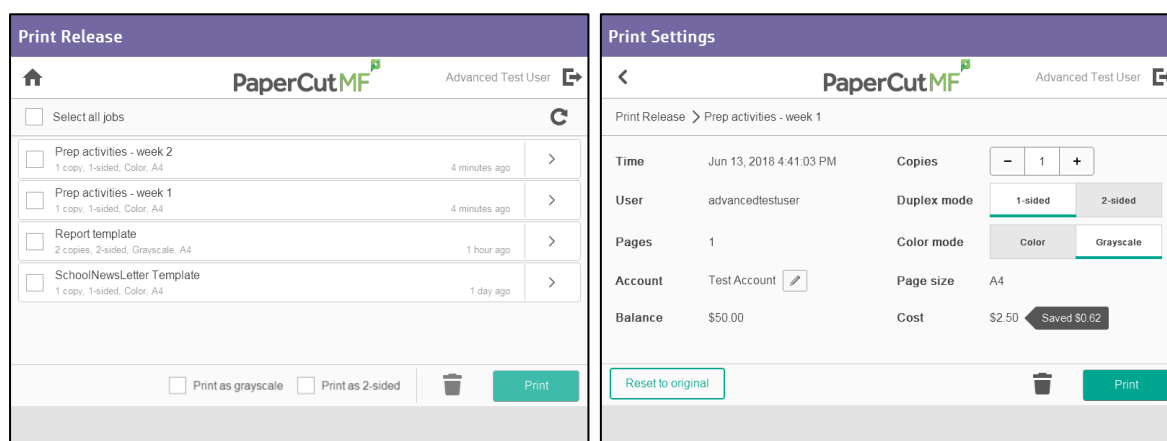 Print Release
PaperCutMF
Advanced Test User
Select all jobs
Prep activities - week 2
1 copy, 1-sided, Color, A4
4 minutes ago
Prep activities - week 1
1 copy, 1-sided, Color, A4
4 minutes ago
Report template
2 copies, 2-sided, Grayscale, A4
1 hour ago
SchoolNewsLetter Template
1 copy, 1-sided, Color, A4
1 day ago
Print as grayscale
Print as 2-sided
Print
Print Settings
PaperCutMF
Advanced Test User
Print Release > Prep activities - week 1
Time Jun 13, 2018 4:41:03 PM Copies - 1 +
User advancedtestuser Duplex mode 1-sided 2-sided
Pages 1 Color mode Color Grayscale
Account Test Account Page size A4
Balance $50.00 Cost $2.50 Saved $0.62
Reset to original
Print